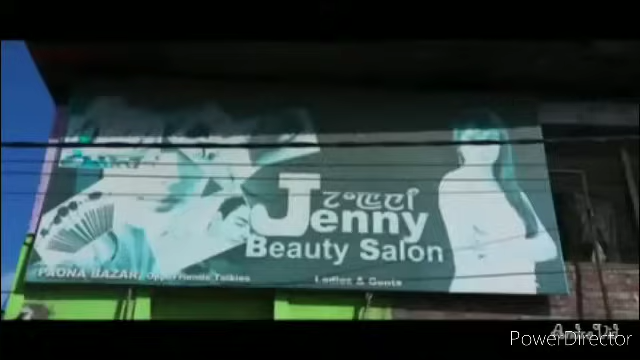 Jenny
Beauty Salon
PAONA BAZAR,
Ladies & Gents
PowerDirector